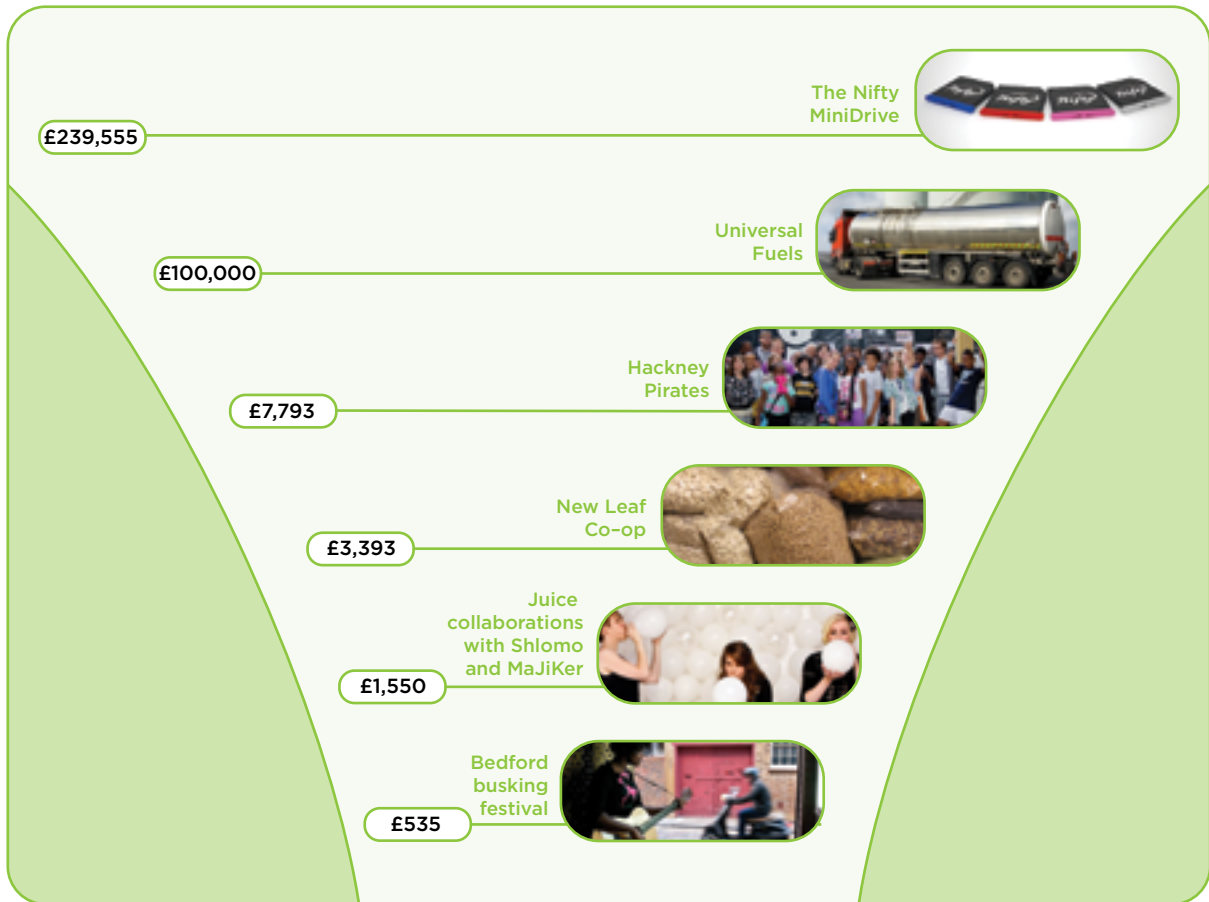 The Nifty
MiniDrive
£239,555
Universal
Fuels
£100,000
Hackney
Pirates
£7,793
New Leaf
Co-op
£3,393
Juice
collaborations
with Shlomo
and MaJiKer
£1,550
Bedford
busking
festival
£535